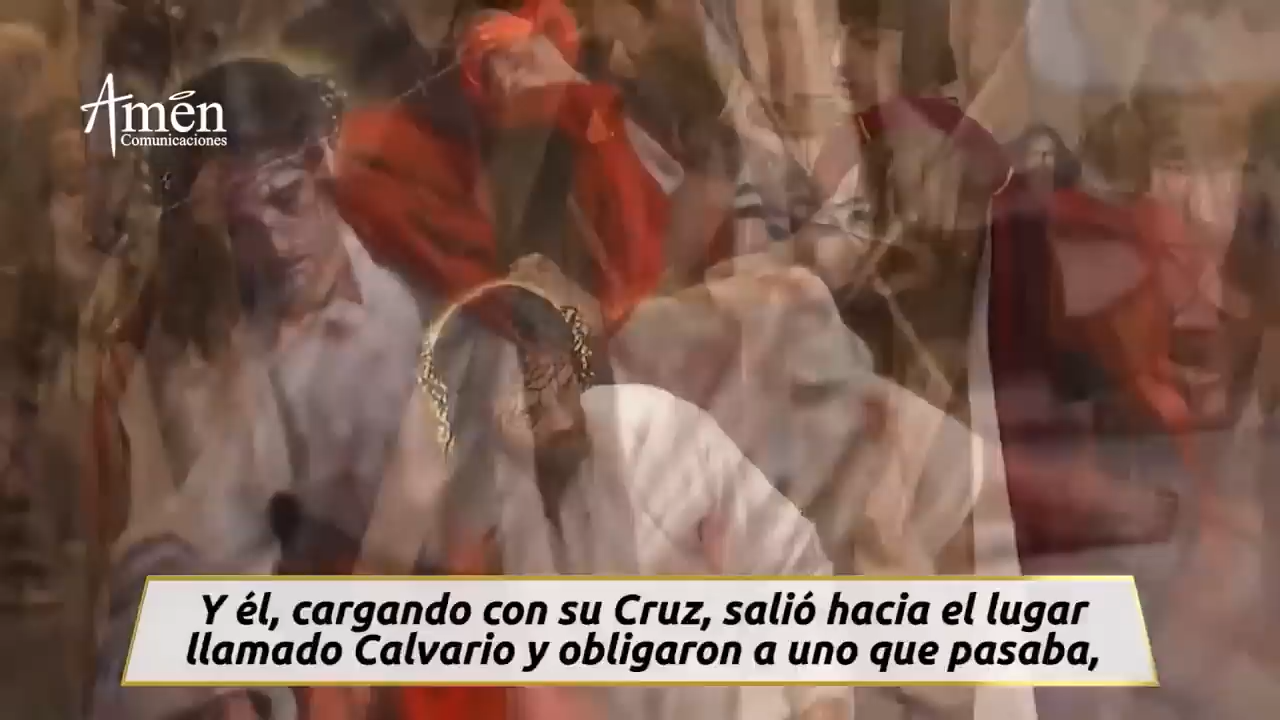 Amén
Comunicaciones
Y él, cargando con su Cruz, salió hacia el lugar
llamado Calvario y obligaron a uno que pasaba,